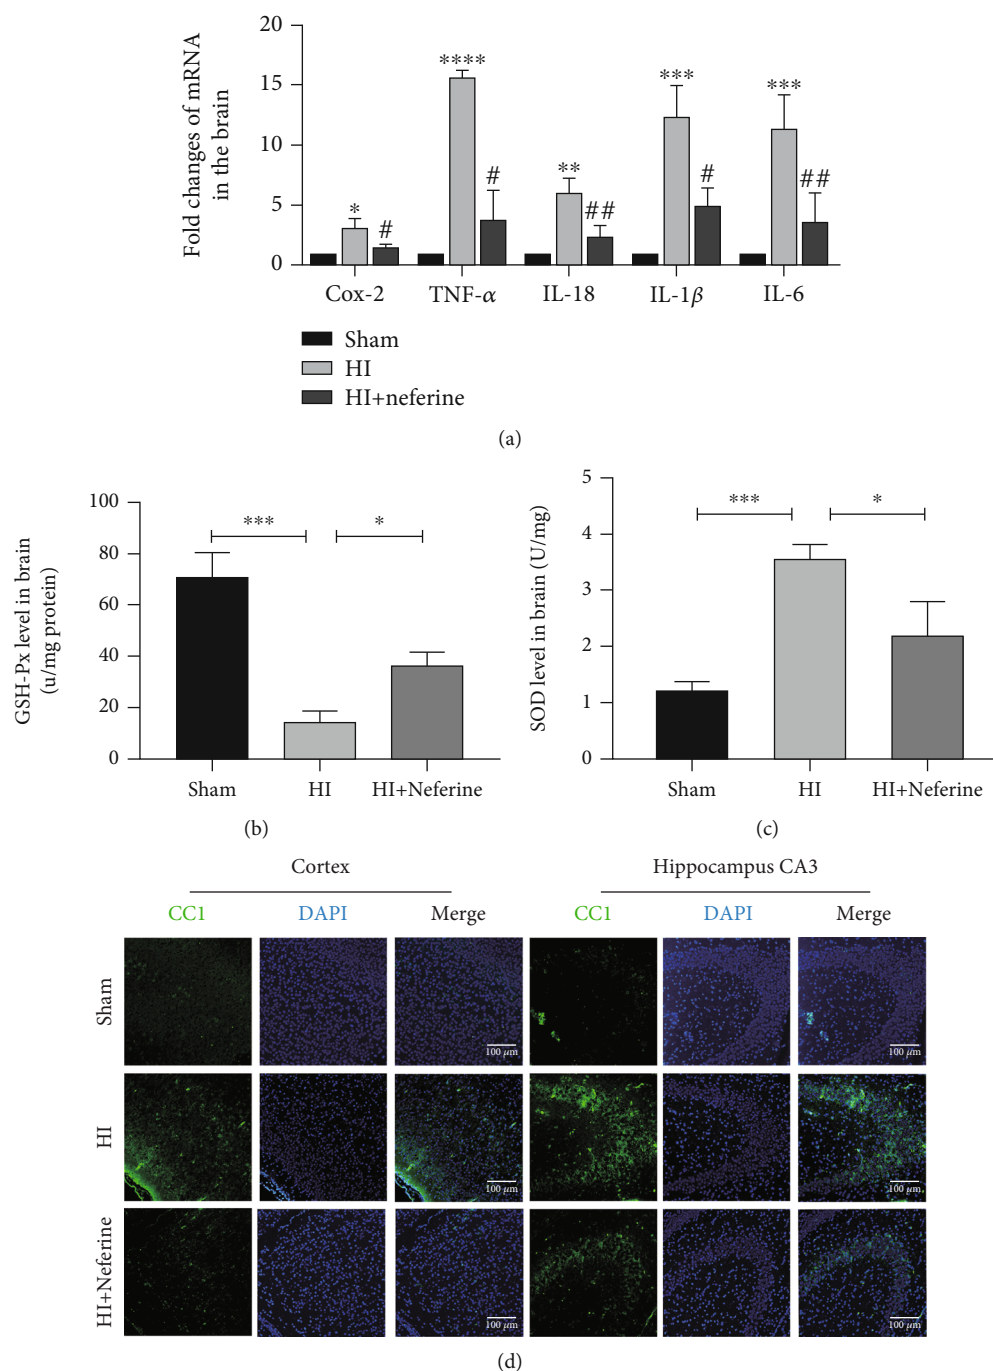 Fold changes of mRNA
in the brain
20
15
10
5
0
*
#
****
#
**
##
***
#
***
##
Cox-2 TNF-α IL-18 IL-1β IL-6
Sham
HI
HI+neferine
(a)
GSH-Px level in brain
(u/mg protein)
100
80
60
40
20
0
***
*
Sham HI HI+Neferine
(b)
SOD level in brain (U/mg)
5
4
3
2
1
0
***
*
Sham HI HI+Neferine
(c)
Cortex Hippocampus CA3
CC1 DAPI Merge CC1 DAPI Merge
Sham
100 μm
100 μm
HI
100 μm
100 μm
HI+Neferine
100 μm
100 μm
(d)